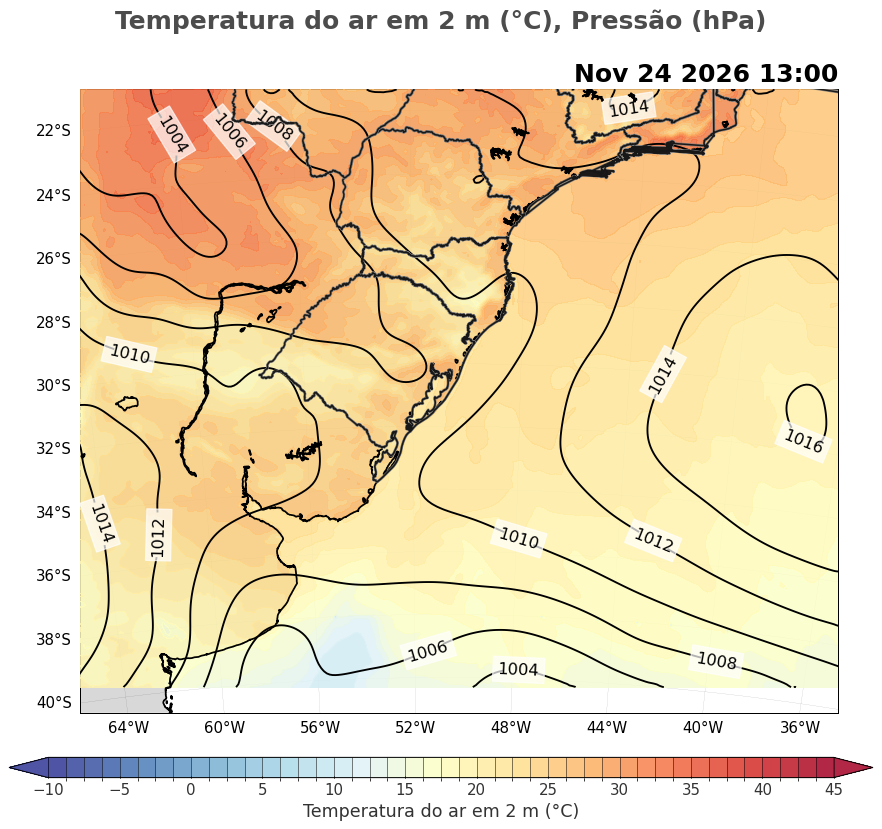 Temperatura do ar em 2 m (°C), Pressão (hPa)
Nov 24 2026 13:00
1014
1004
1006
1008
22°S
24°S
26°S
28°S
1010
1014
30°S
1016
32°S
1014
1012
34°S
1010
1012
36°S
38°S
1006
1004
1008
40°S
64°W 60°W 56°W 52°W 48°W 44°W 40°W 36°W
−10 −5 0 5 10 15 20 25 30 35 40 45
Temperatura do ar em 2 m (°C)